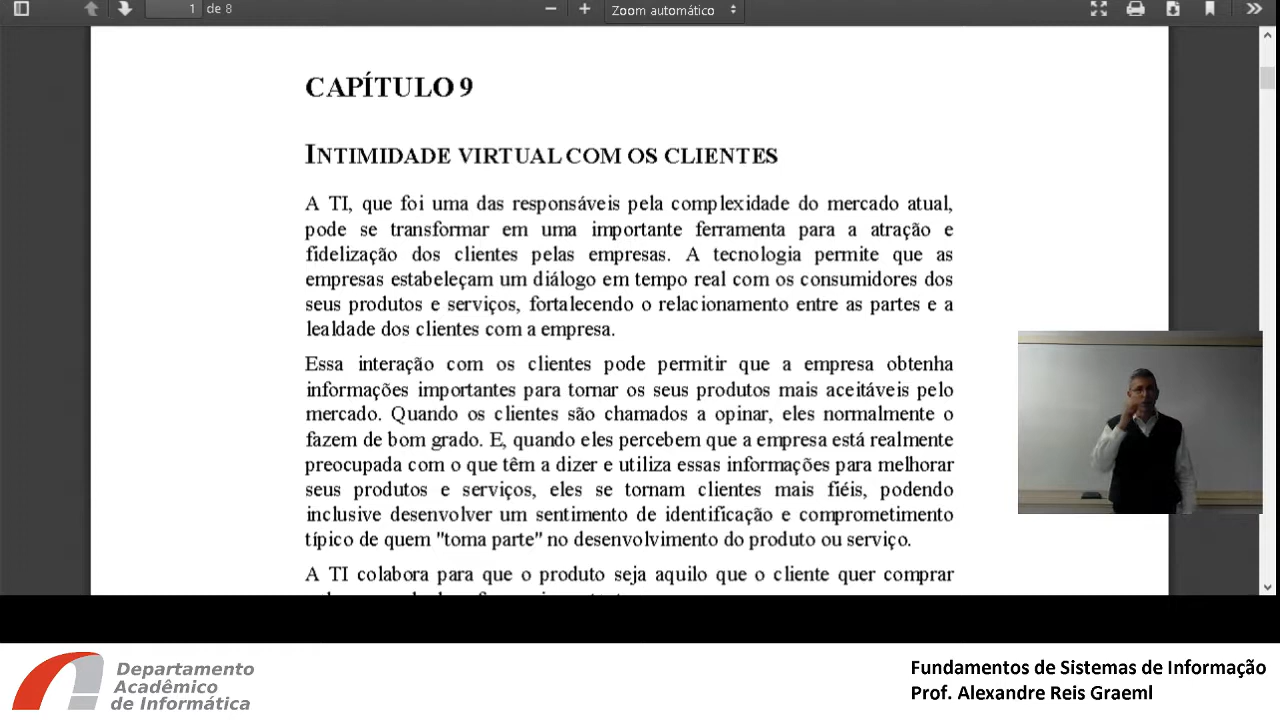 1 de 8
Zoom automático
CAPÍTULO 9
INTIMIDADE VIRTUAL COM OS CLIENTES
A TI, que foi uma das responsáveis pela complexidade do mercado atual,
pode se transformar em uma importante ferramenta para a atração e
fidelização dos clientes pelas empresas. A tecnologia permite que as
empresas estabeleçam um diálogo em tempo real com os consumidores dos
seus produtos e serviços, fortalecendo o relacionamento entre as partes e a
lealdade dos clientes com a empresa.
Essa interação com os clientes pode permitir que a empresa obtenha
informações importantes para tornar os seus produtos mais aceitáveis pelo
mercado. Quando os clientes são chamados a opinar, eles normalmente o
fazem de bom grado. E, quando eles percebem que a empresa está realmente
preocupada com o que têm a dizer e utiliza essas informações para melhorar
seus produtos e serviços, eles se tornam clientes mais fiéis, podendo
inclusive desenvolver um sentimento de identificação e comprometimento
típico de quem "toma parte" no desenvolvimento do produto ou serviço.
A TI colabora para que o produto seja aquilo que o cliente quer comprar
Departamento
Acadêmico
de Informática
Fundamentos de Sistemas de Informação
Prof. Alexandre Reis Graeml